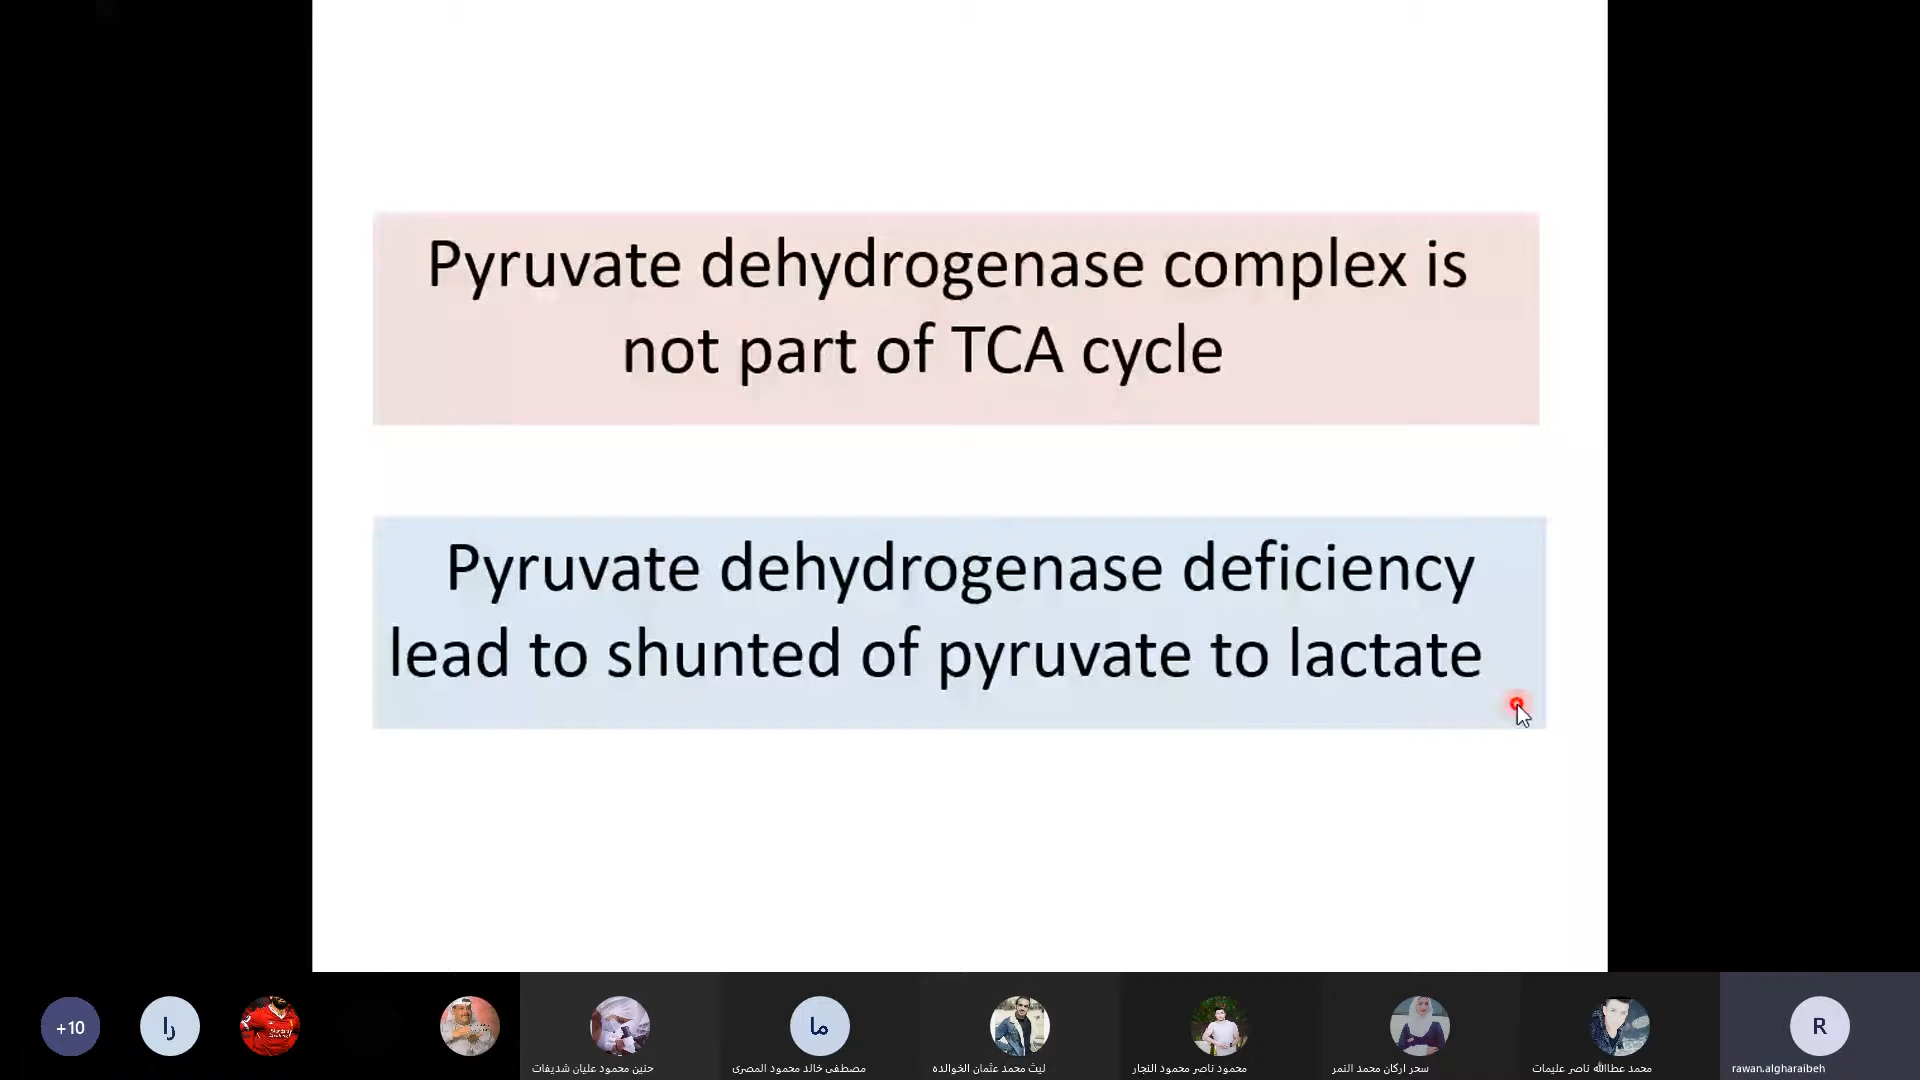 Pyruvate dehydrogenase complex is
not part of TCA cycle
Pyruvate dehydrogenase deficiency
lead to shunted of pyruvate to lactate
+10
را
ما
R
حنين محمود عليان شديفات
مصطفى خالد محمود المصرى
ليث محمد عثمان الخوالده
محمود ناصر محمود النجار
سحر اركان محمد النمر
محمد عطاالله ناصر عليمات
rawan.algharaibeh